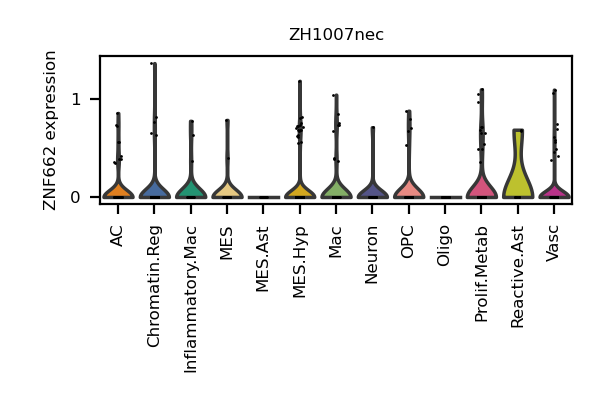 ZH1007nec
ZNF662 expression
1
0
AC
Chromatin.Reg
Inflammatory.Mac
MES
MES.Ast
MES.Hyp
Mac
Neuron
OPC
Oligo
Prolif.Metab
Reactive.Ast
Vasc